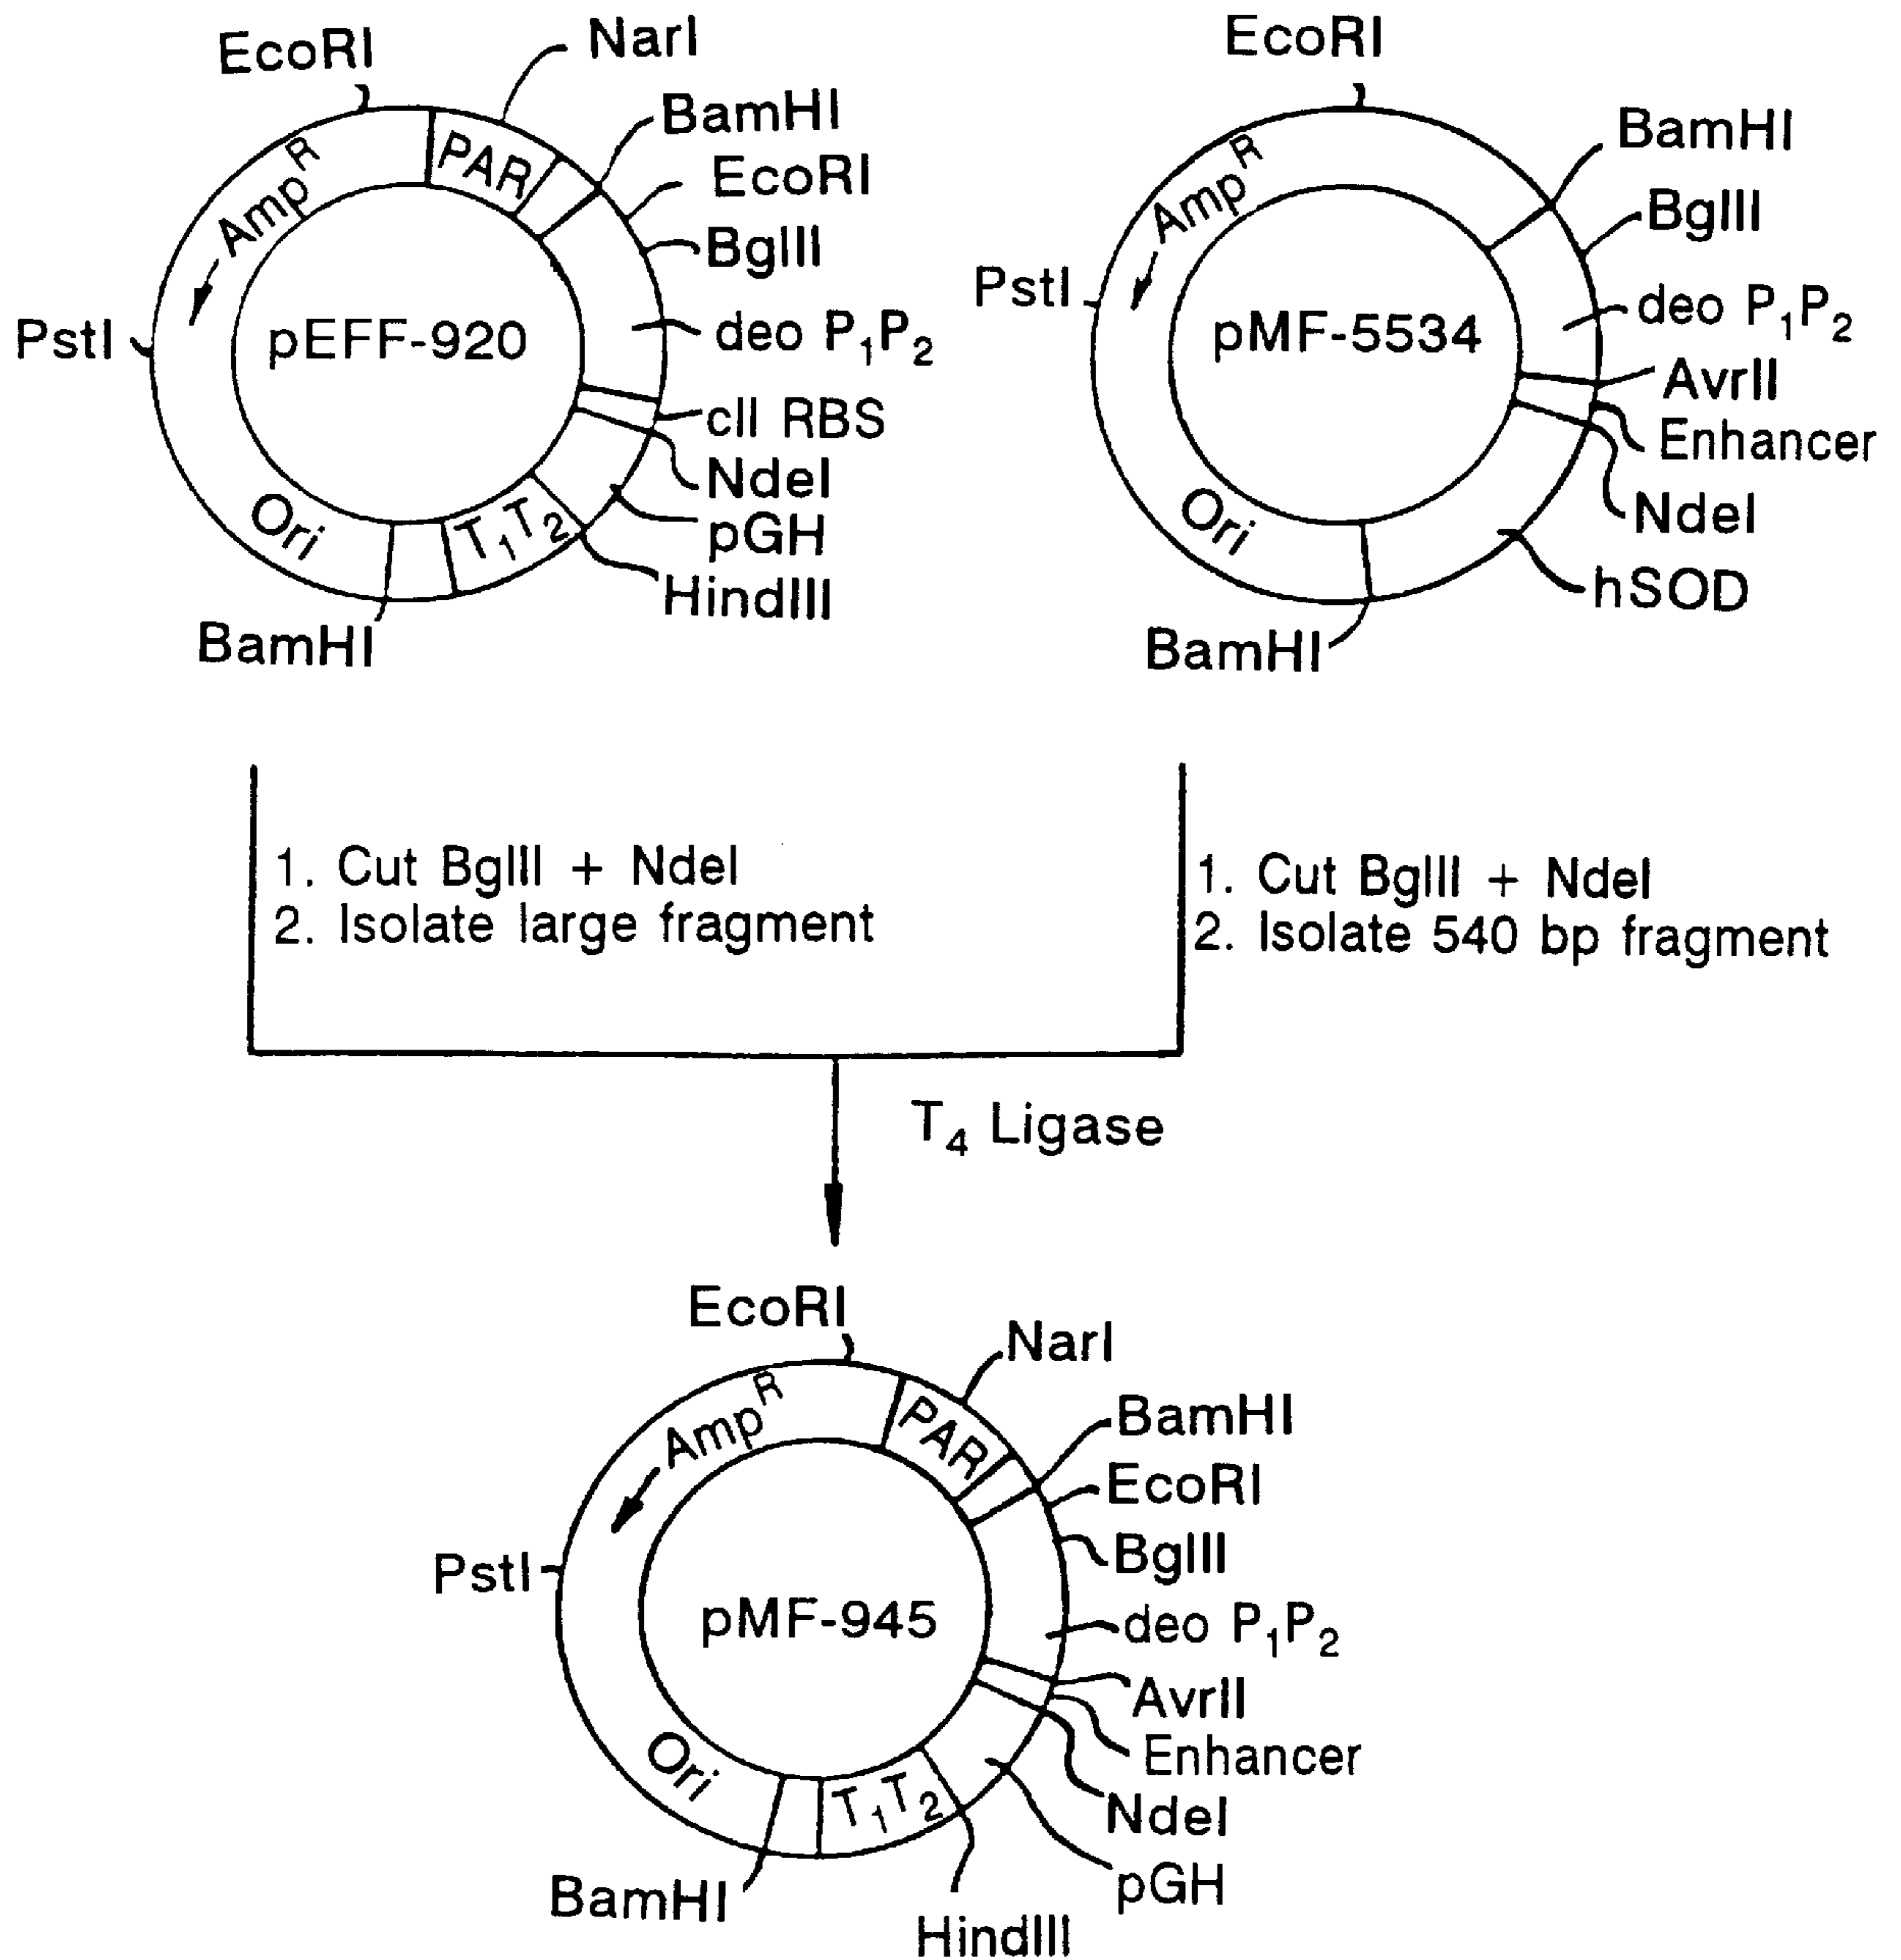 EcoRI
NarI
BamHI
EcoRI
BglII
deo P₁P₂
cII RBS
NdeI
pGH
HindIII
BamHI
PstI
Amp^R
PAR
pEFF-920
Ori
T₁T₂
EcoRI
BamHI
BglII
deo P₁P₂
AvrII
Enhancer
NdeI
hSOD
BamHI
PstI
Amp^R
pMF-5534
Ori
1. Cut BglII + NdeI
2. Isolate large fragment
1. Cut BglII + NdeI
2. Isolate 540 bp fragment
T₄ Ligase
EcoRI
NarI
BamHI
EcoRI
BglII
deo P₁P₂
AvrII
Enhancer
NdeI
pGH
HindIII
BamHI
PstI
Amp^R
PAR
pMF-945
Ori
T₁T₂